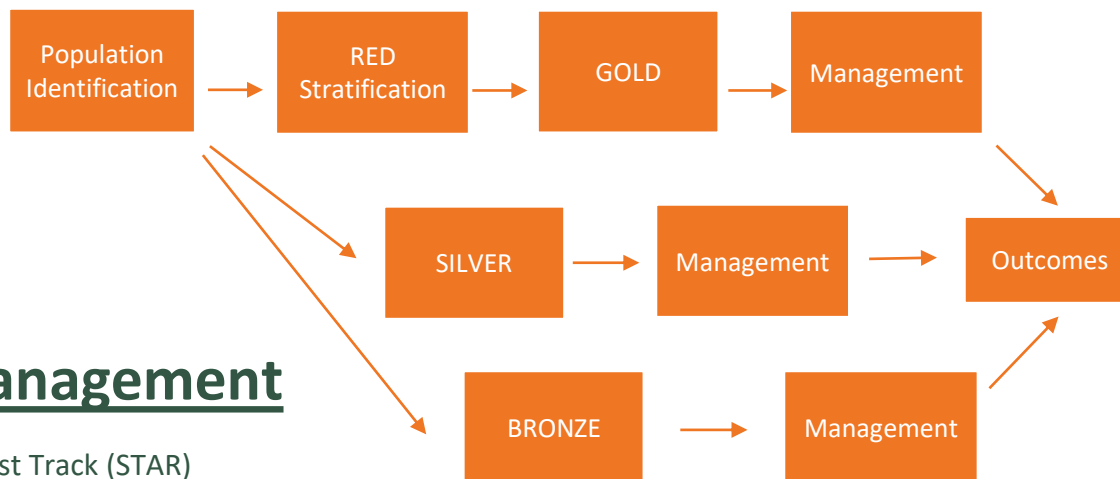 Population
Identification
RED
Stratification
GOLD
Management
SILVER
Management
Outcomes
anagement
BRONZE
Management
st Track (STAR)